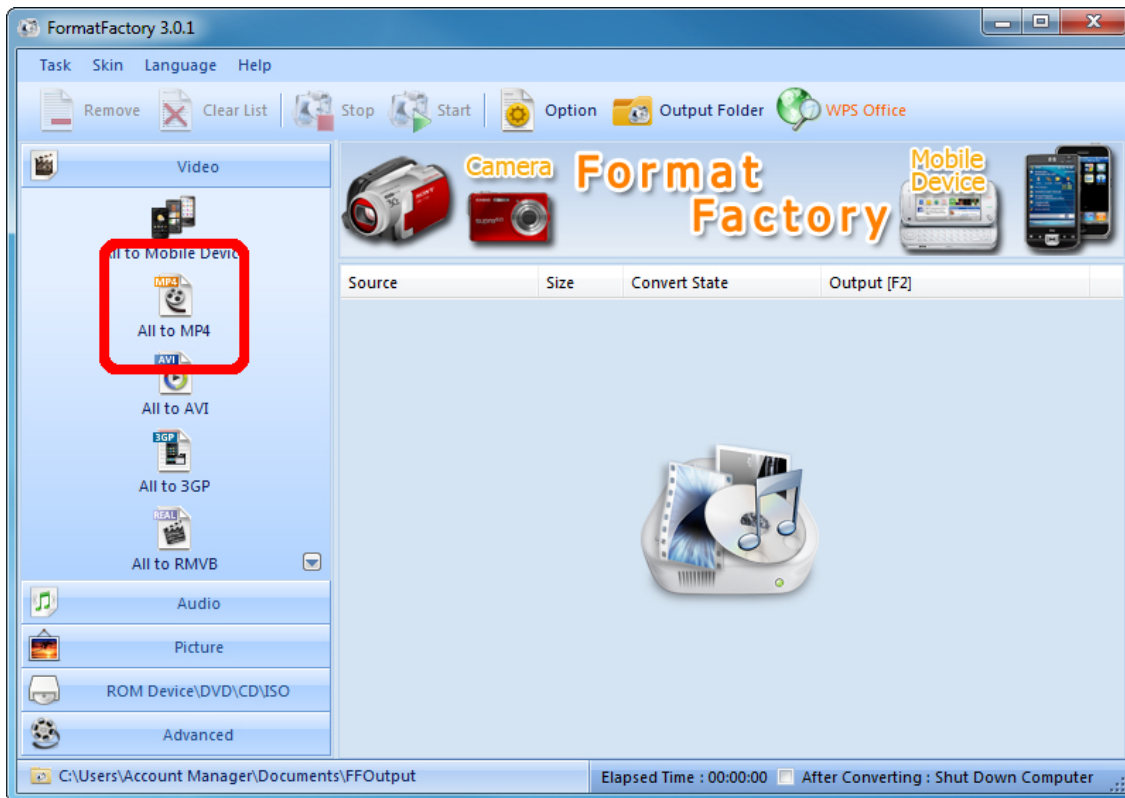 FormatFactory 3.0.1
Task Skin Language Help
Remove Clear List Stop Start Option Output Folder WPS Office
Video
All to Mobile Devic
MP4
All to MP4
AVI
All to AVI
3GP
All to 3GP
REAL
All to RMVB
Audio
Picture
ROM Device\DVD\CD\ISO
Advanced
Camera
Format
Factory
Mobile
Device
SONY
Source Size Convert State Output [F2]
C:\Users\Account Manager\Documents\FFOutput
Elapsed Time : 00:00:00 After Converting : Shut Down Computer